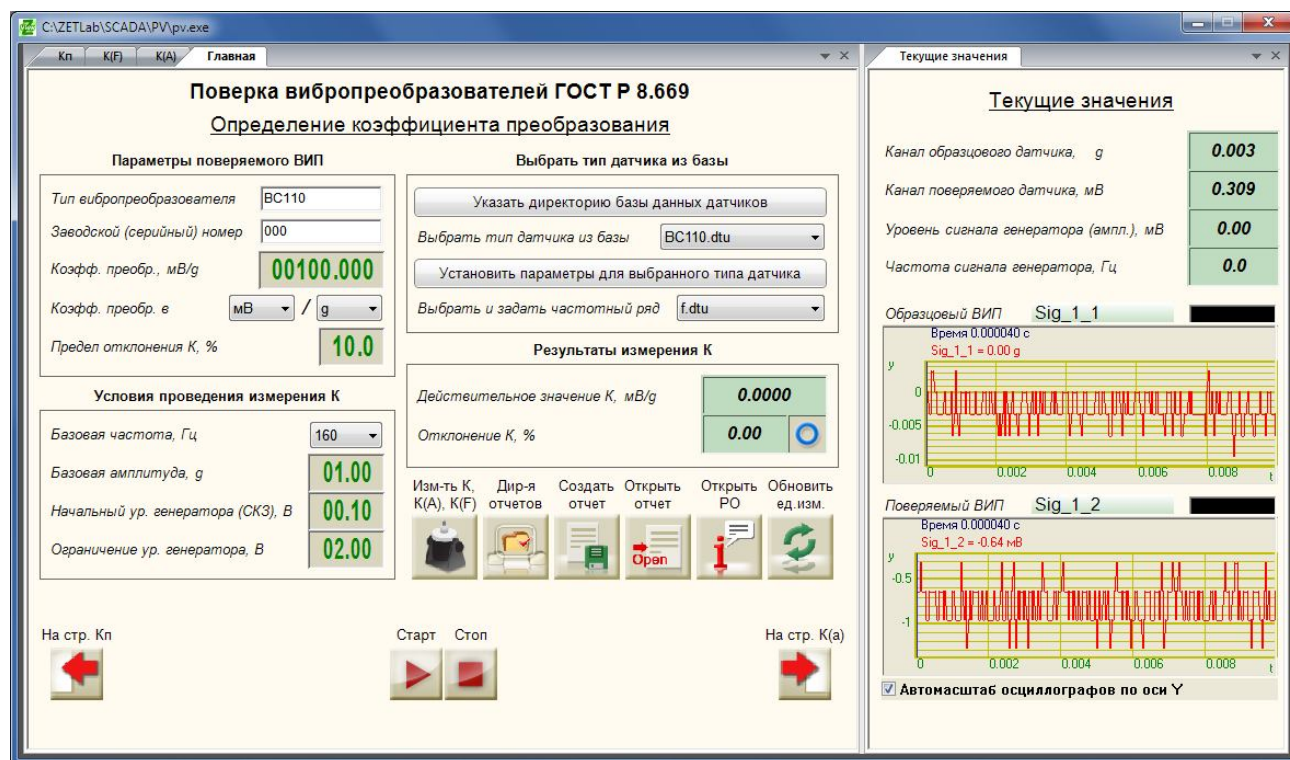 C:\ZETLab\SCADA\PV\pv.exe
Кп K(F) K(A) Главная
Поверка вибропреобразователей ГОСТ Р 8.669
Определение коэффициента преобразования
Параметры поверяемого ВИП
Тип вибропреобразователя BC110
Заводской (серийный) номер 000
Коэфф. преобр., мВ/g 00100.000
Коэфф. преобр. в мВ / g
Предел отклонения К, % 10.0
Условия проведения измерения К
Базовая частота, Гц 160
Базовая амплитуда, g 01.00
Начальный ур. генератора (СКЗ), В 00.10
Ограничение ур. генератора, В 02.00
Выбрать тип датчика из базы
Указать директорию базы данных датчиков
Выбрать тип датчика из базы BC110.dtu
Установить параметры для выбранного типа датчика
Выбрать и задать частотный ряд f.dtu
Результаты измерения К
Действительное значение К, мВ/g 0.0000
Отклонение К, % 0.00
Изм-ть К, Дир-я Создать Открыть Открыть Обновить
К(А), K(F) отчетов отчет отчет РО ед.изм.
Open
На стр. Кп Старт Стоп На стр. К(а)
Текущие значения
Текущие значения
Канал образцового датчика, g 0.003
Канал поверяемого датчика, мВ 0.309
Уровень сигнала генератора (ампл.), мВ 0.00
Частота сигнала генератора, Гц 0.0
Образцовый ВИП Sig_1_1
Время 0.000040 с
Sig_1_1 = 0.00 g
y
0
-0.005
-0.01
0 0.002 0.004 0.006 0.008 t
Поверяемый ВИП Sig_1_2
Время 0.000040 с
Sig_1_2 = -0.64 мВ
y
-0.5
-1
0 0.002 0.004 0.006 0.008 t
Автомасштаб осциллографов по оси Y